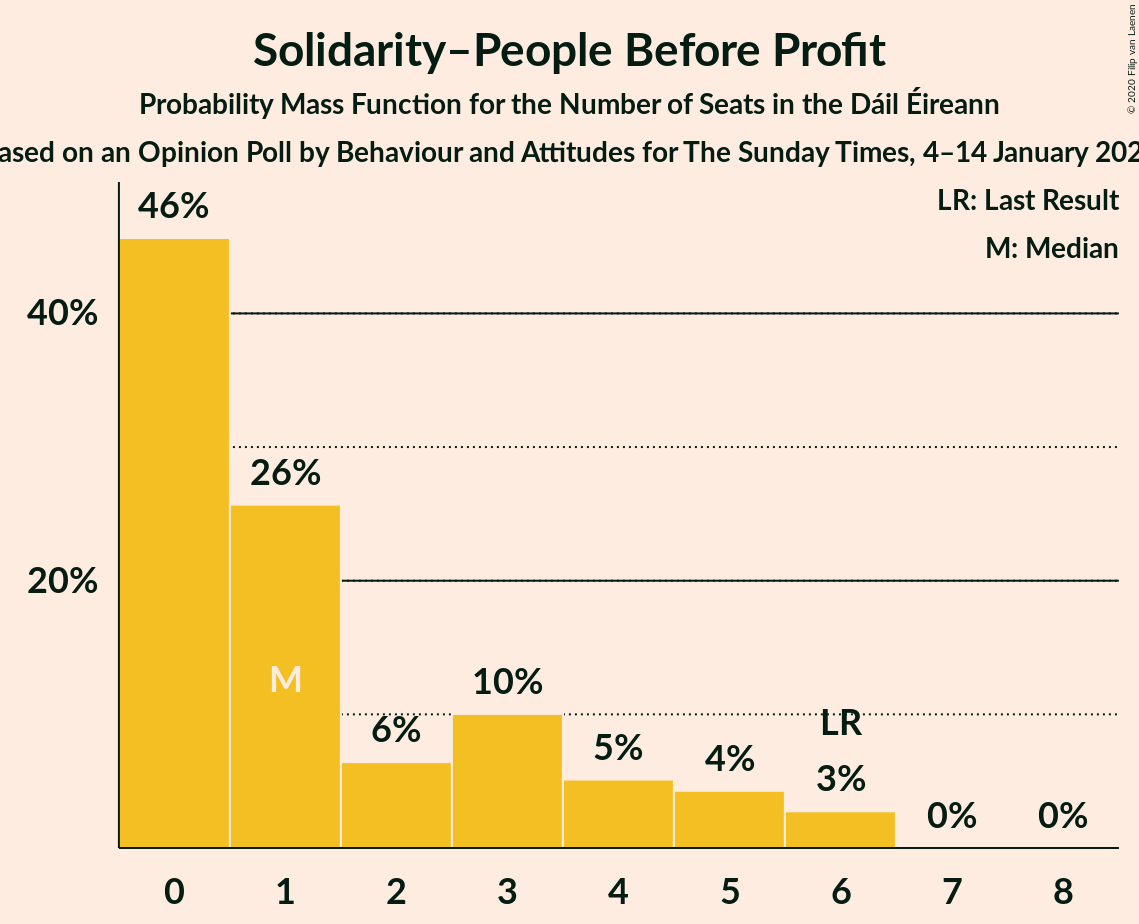 Solidarity–People Before Profit
Probability Mass Function for the Number of Seats in the Dáil Éireann
ased on an Opinion Poll by Behaviour and Attitudes for The Sunday Times, 4–14 January 202
© 2020 Filip van Laenen
LR: Last Result
M: Median
46%
40%
26%
20%
M
10%
6%
LR
5%
4%
3%
0%
0%
0 1 2 3 4 5 6 7 8